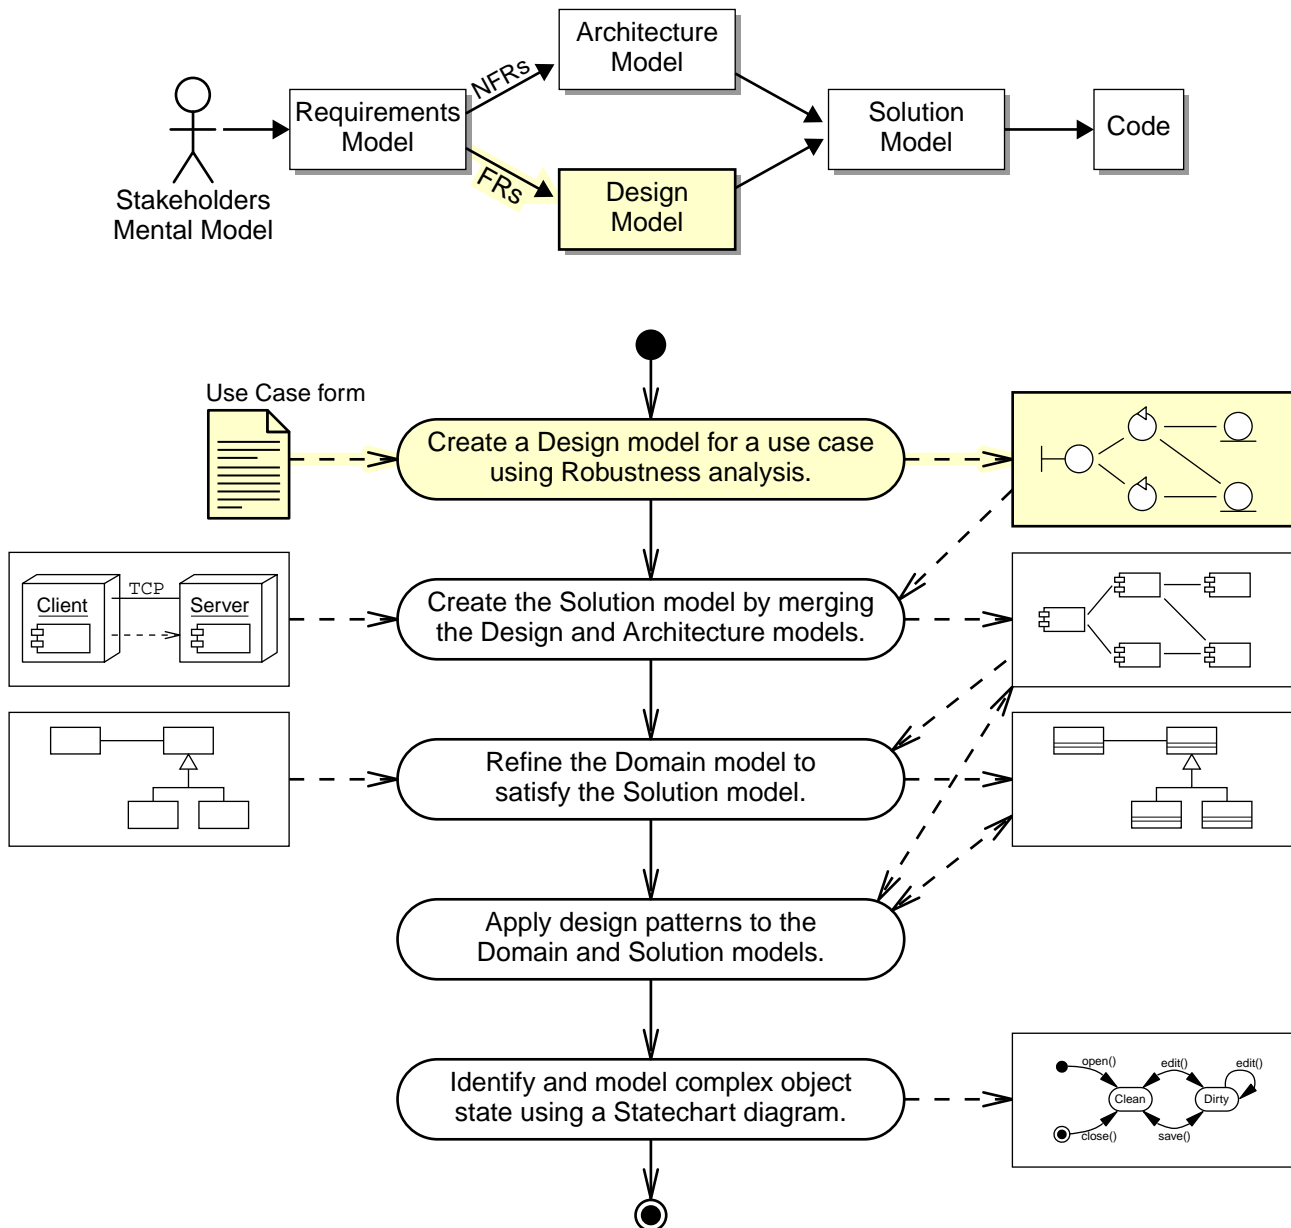 Architecture
Model
NFRs
Requirements
Model
Solution
Model
Code
FRs
Design
Model
Stakeholders
Mental Model
Use Case form
Create a Design model for a use case
using Robustness analysis.
TCP
Client
Server
Create the Solution model by merging
the Design and Architecture models.
Refine the Domain model to
satisfy the Solution model.
Apply design patterns to the
Domain and Solution models.
Identify and model complex object
state using a Statechart diagram.
open()
edit()
edit()
Clean
Dirty
close()
save()